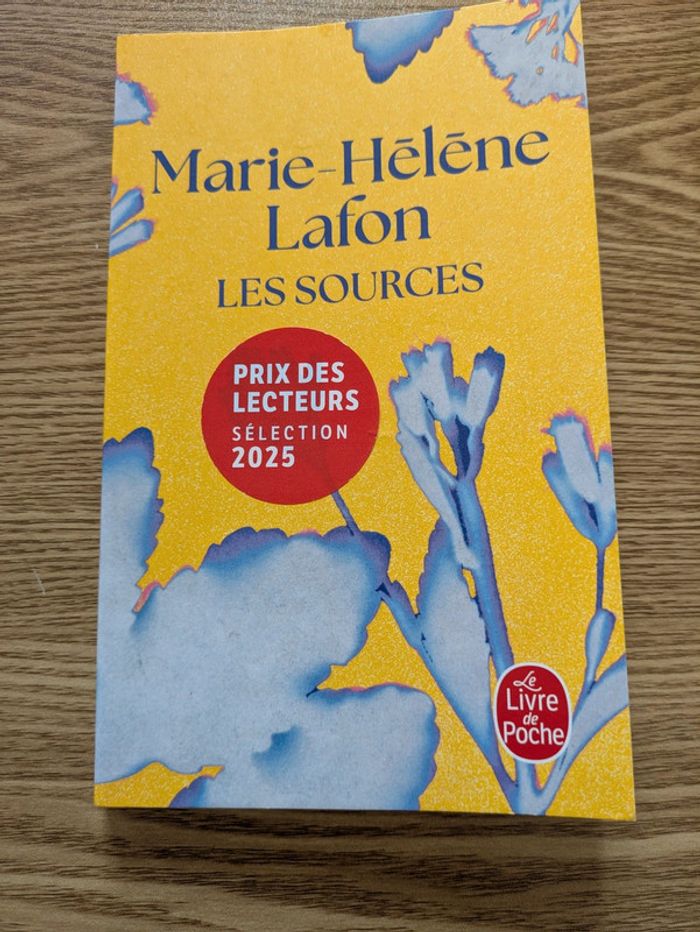 Marie-Hélène
Lafon
LES SOURCES
PRIX DES
LECTEURS
SÉLECTION
2025
Le
Livre
de
Poche